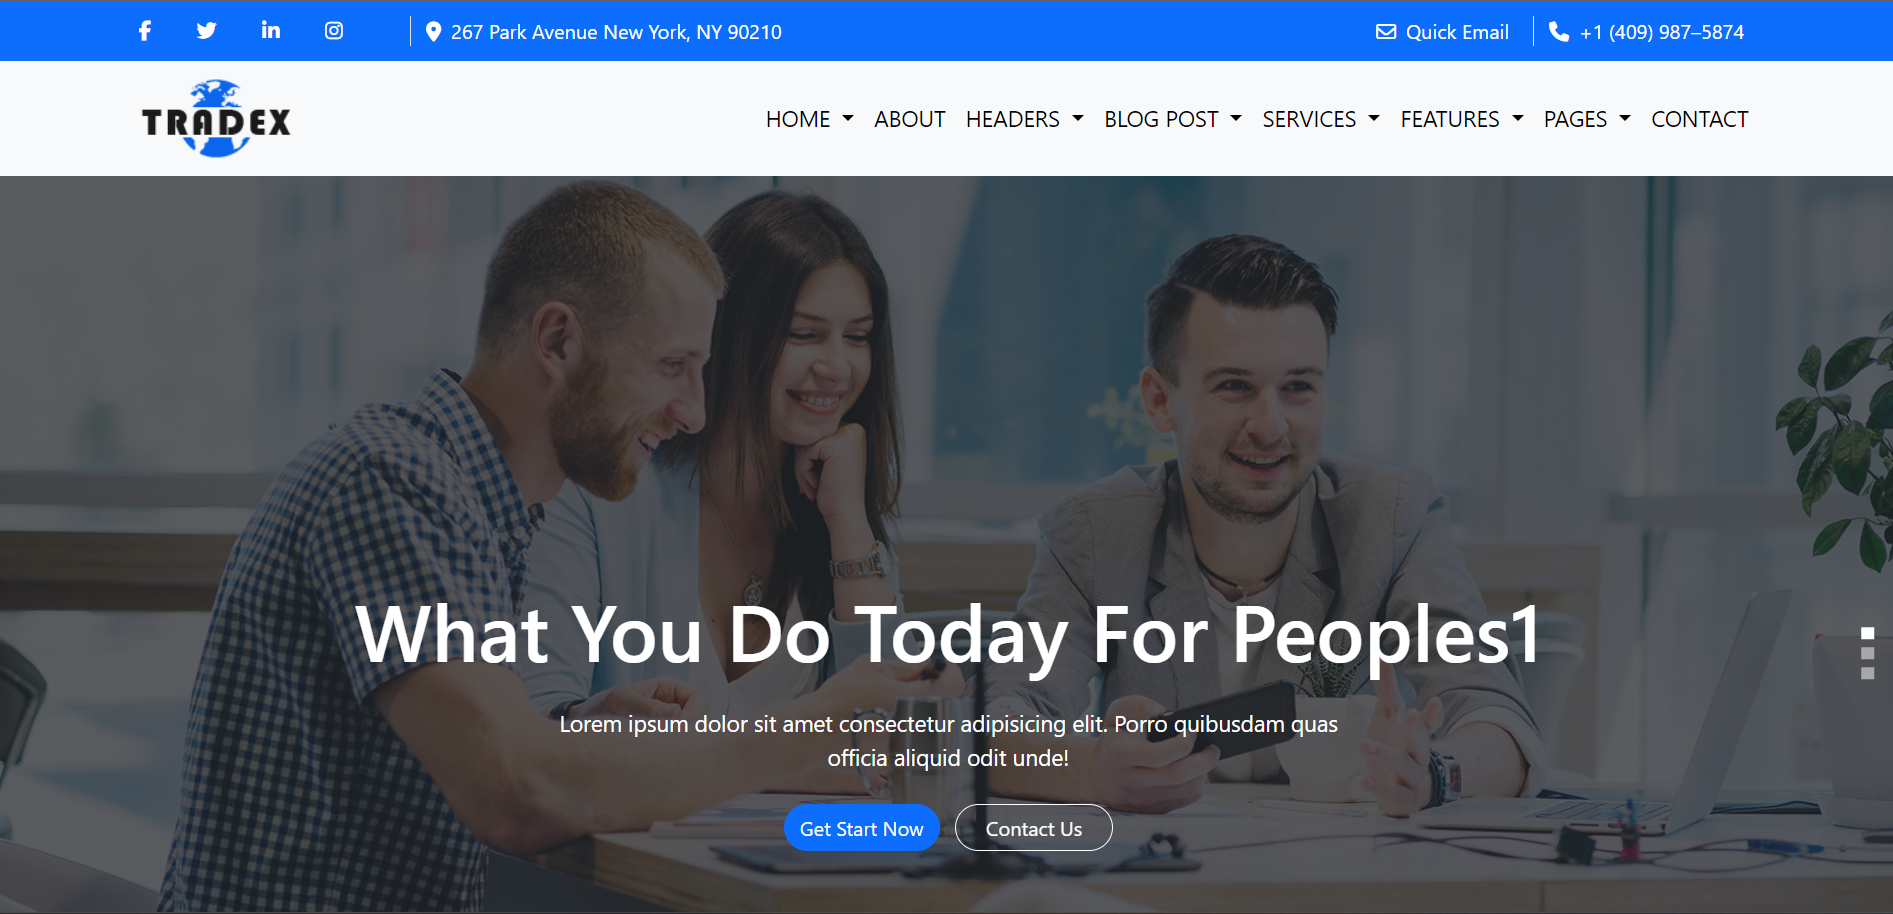 267 Park Avenue New York, NY 90210
Quick Email
+1 (409) 987–5874
TRADEX
HOME
ABOUT
HEADERS
BLOG POST
SERVICES
FEATURES
PAGES
CONTACT
What You Do Today For Peoples1
Lorem ipsum dolor sit amet consectetur adipisicing elit. Porro quibusdam quas
officia aliquid odit unde!
Get Start Now
Contact Us